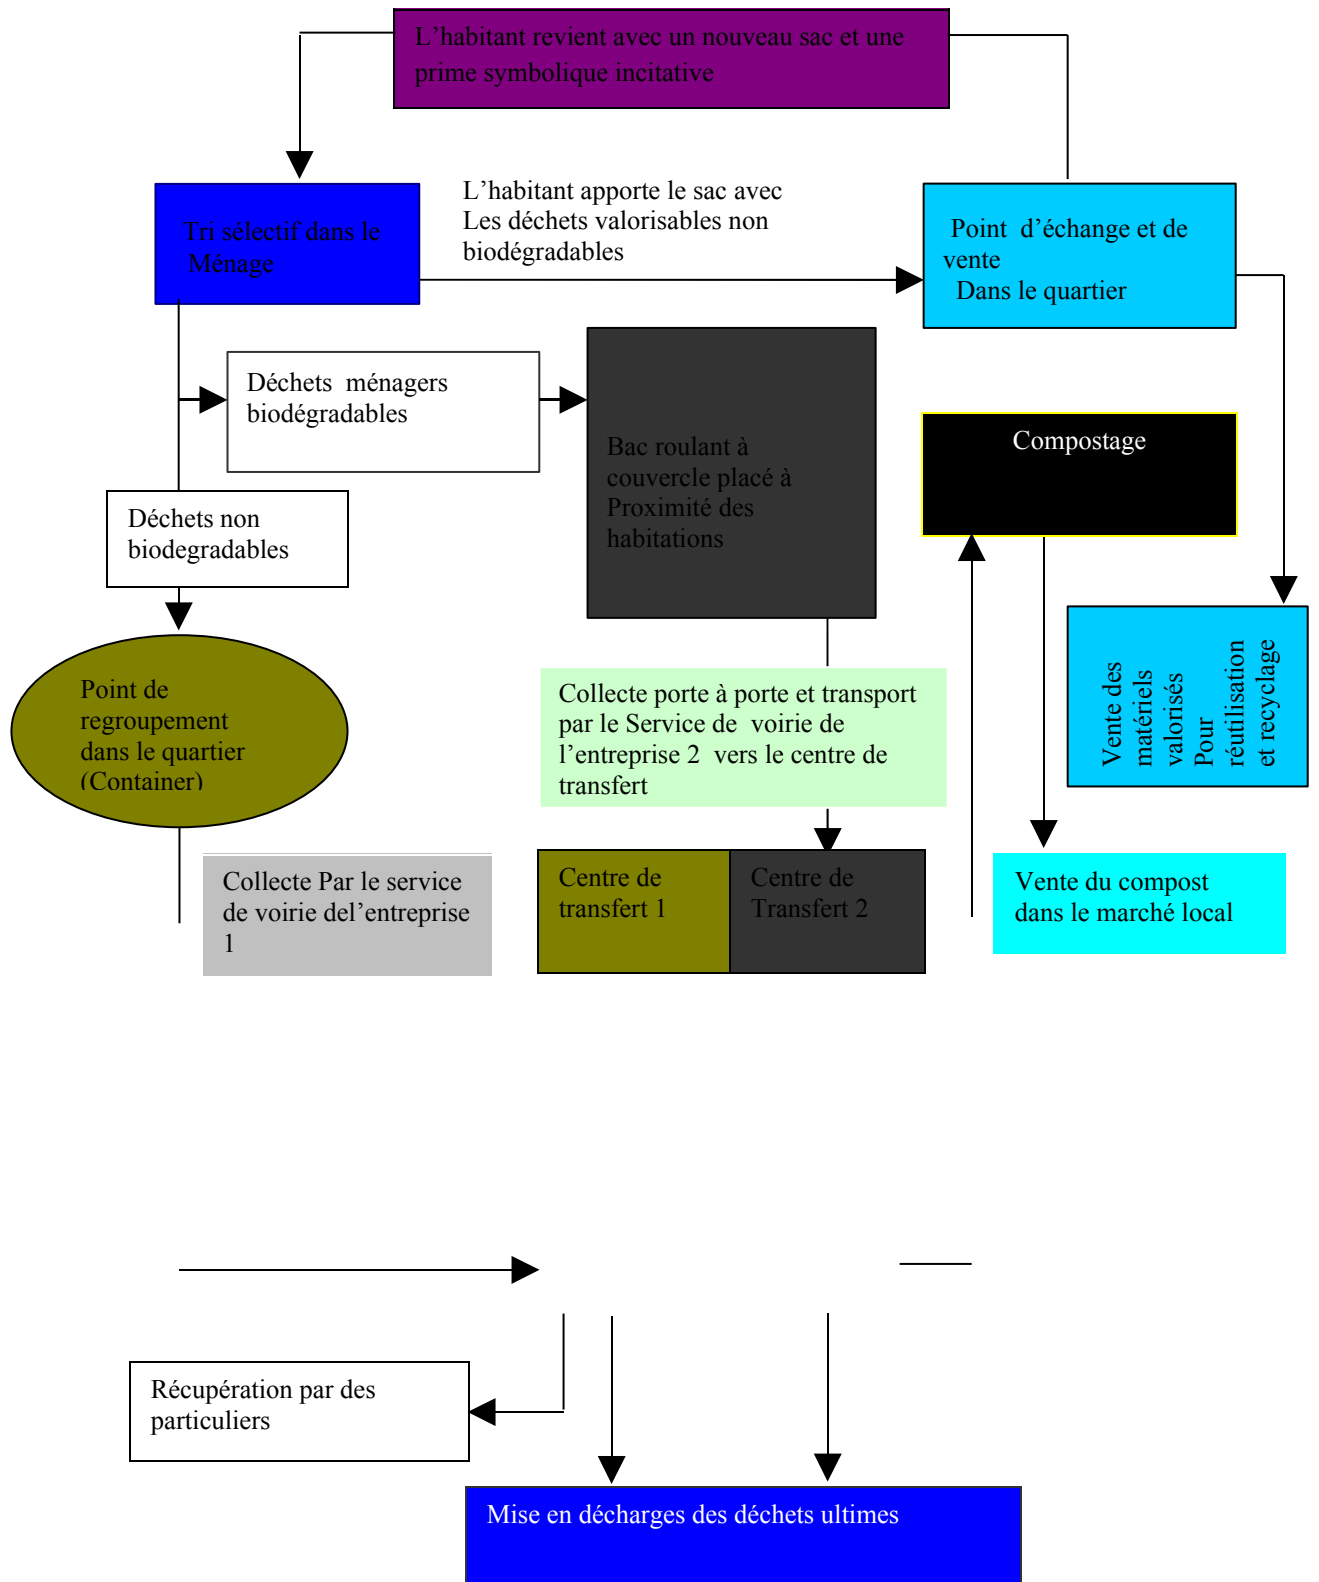 L’habitant revient avec un nouveau sac et une
prime symbolique incitative
L’habitant apporte le sac avec
Les déchets valorisables non
biodégradables
Tri sélectif dans le
Ménage
Point d’échange et de
vente
Dans le quartier
Déchets ménagers
biodégradables
Bac roulant à
couvercle placé à
Proximité des
habitations
Compostage
Déchets non
biodegradables
Vente des
matériels
valorisés
Pour
réutilisation
et recyclage
Point de
regroupement
dans le quartier
(Container)
Collecte porte à porte et transport
par le Service de voirie de
l’entreprise 2 vers le centre de
transfert
Collecte Par le service
de voirie del’entreprise
1
Centre de
transfert 1
Centre de
Transfert 2
Vente du compost
dans le marché local
Récupération par des
particuliers
Mise en décharges des déchets ultimes